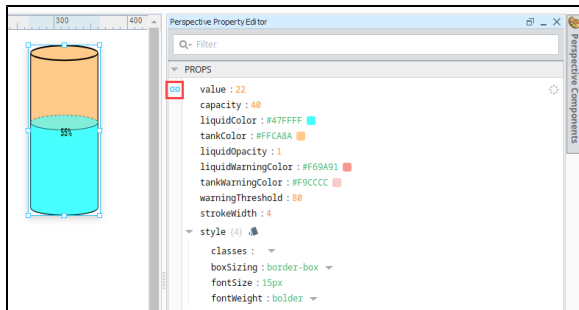 300
400
Perspective Property Editor
Filter
PROPS
value : 22
capacity : 40
liquidColor : #47FFFF
tankColor : #FFCA8A
liquidOpacity : 1
liquidWarningColor : #F69A91
tankWarningColor : #F9CCCC
warningThreshold : 80
strokeWidth : 4
style {4}
classes :
boxSizing : border-box
fontSize : 15px
fontWeight : bolder
55%
Perspective Components